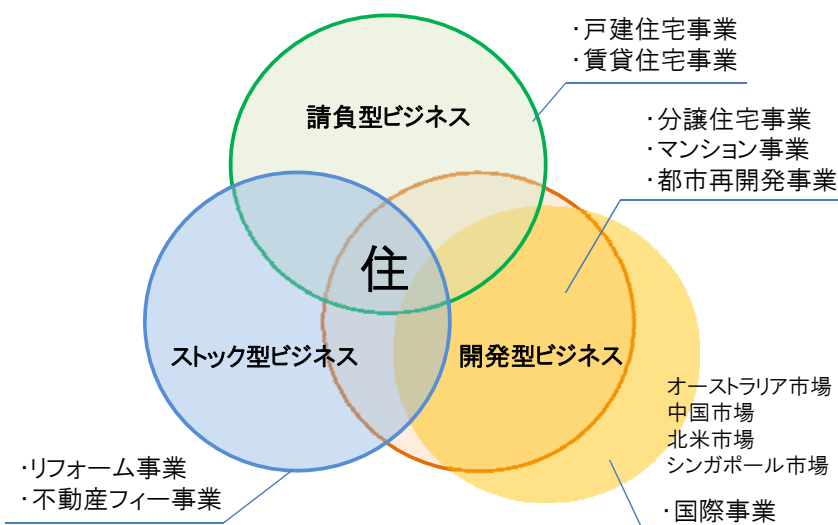 ・戸建住宅事業
・賃貸住宅事業
請負型ビジネス
・分譲住宅事業
・マンション事業
・都市再開発事業
住
ストック型ビジネス
開発型ビジネス
オーストラリア市場
中国市場
北米市場
シンガポール市場
・リフォーム事業
・不動産フィー事業
・国際事業